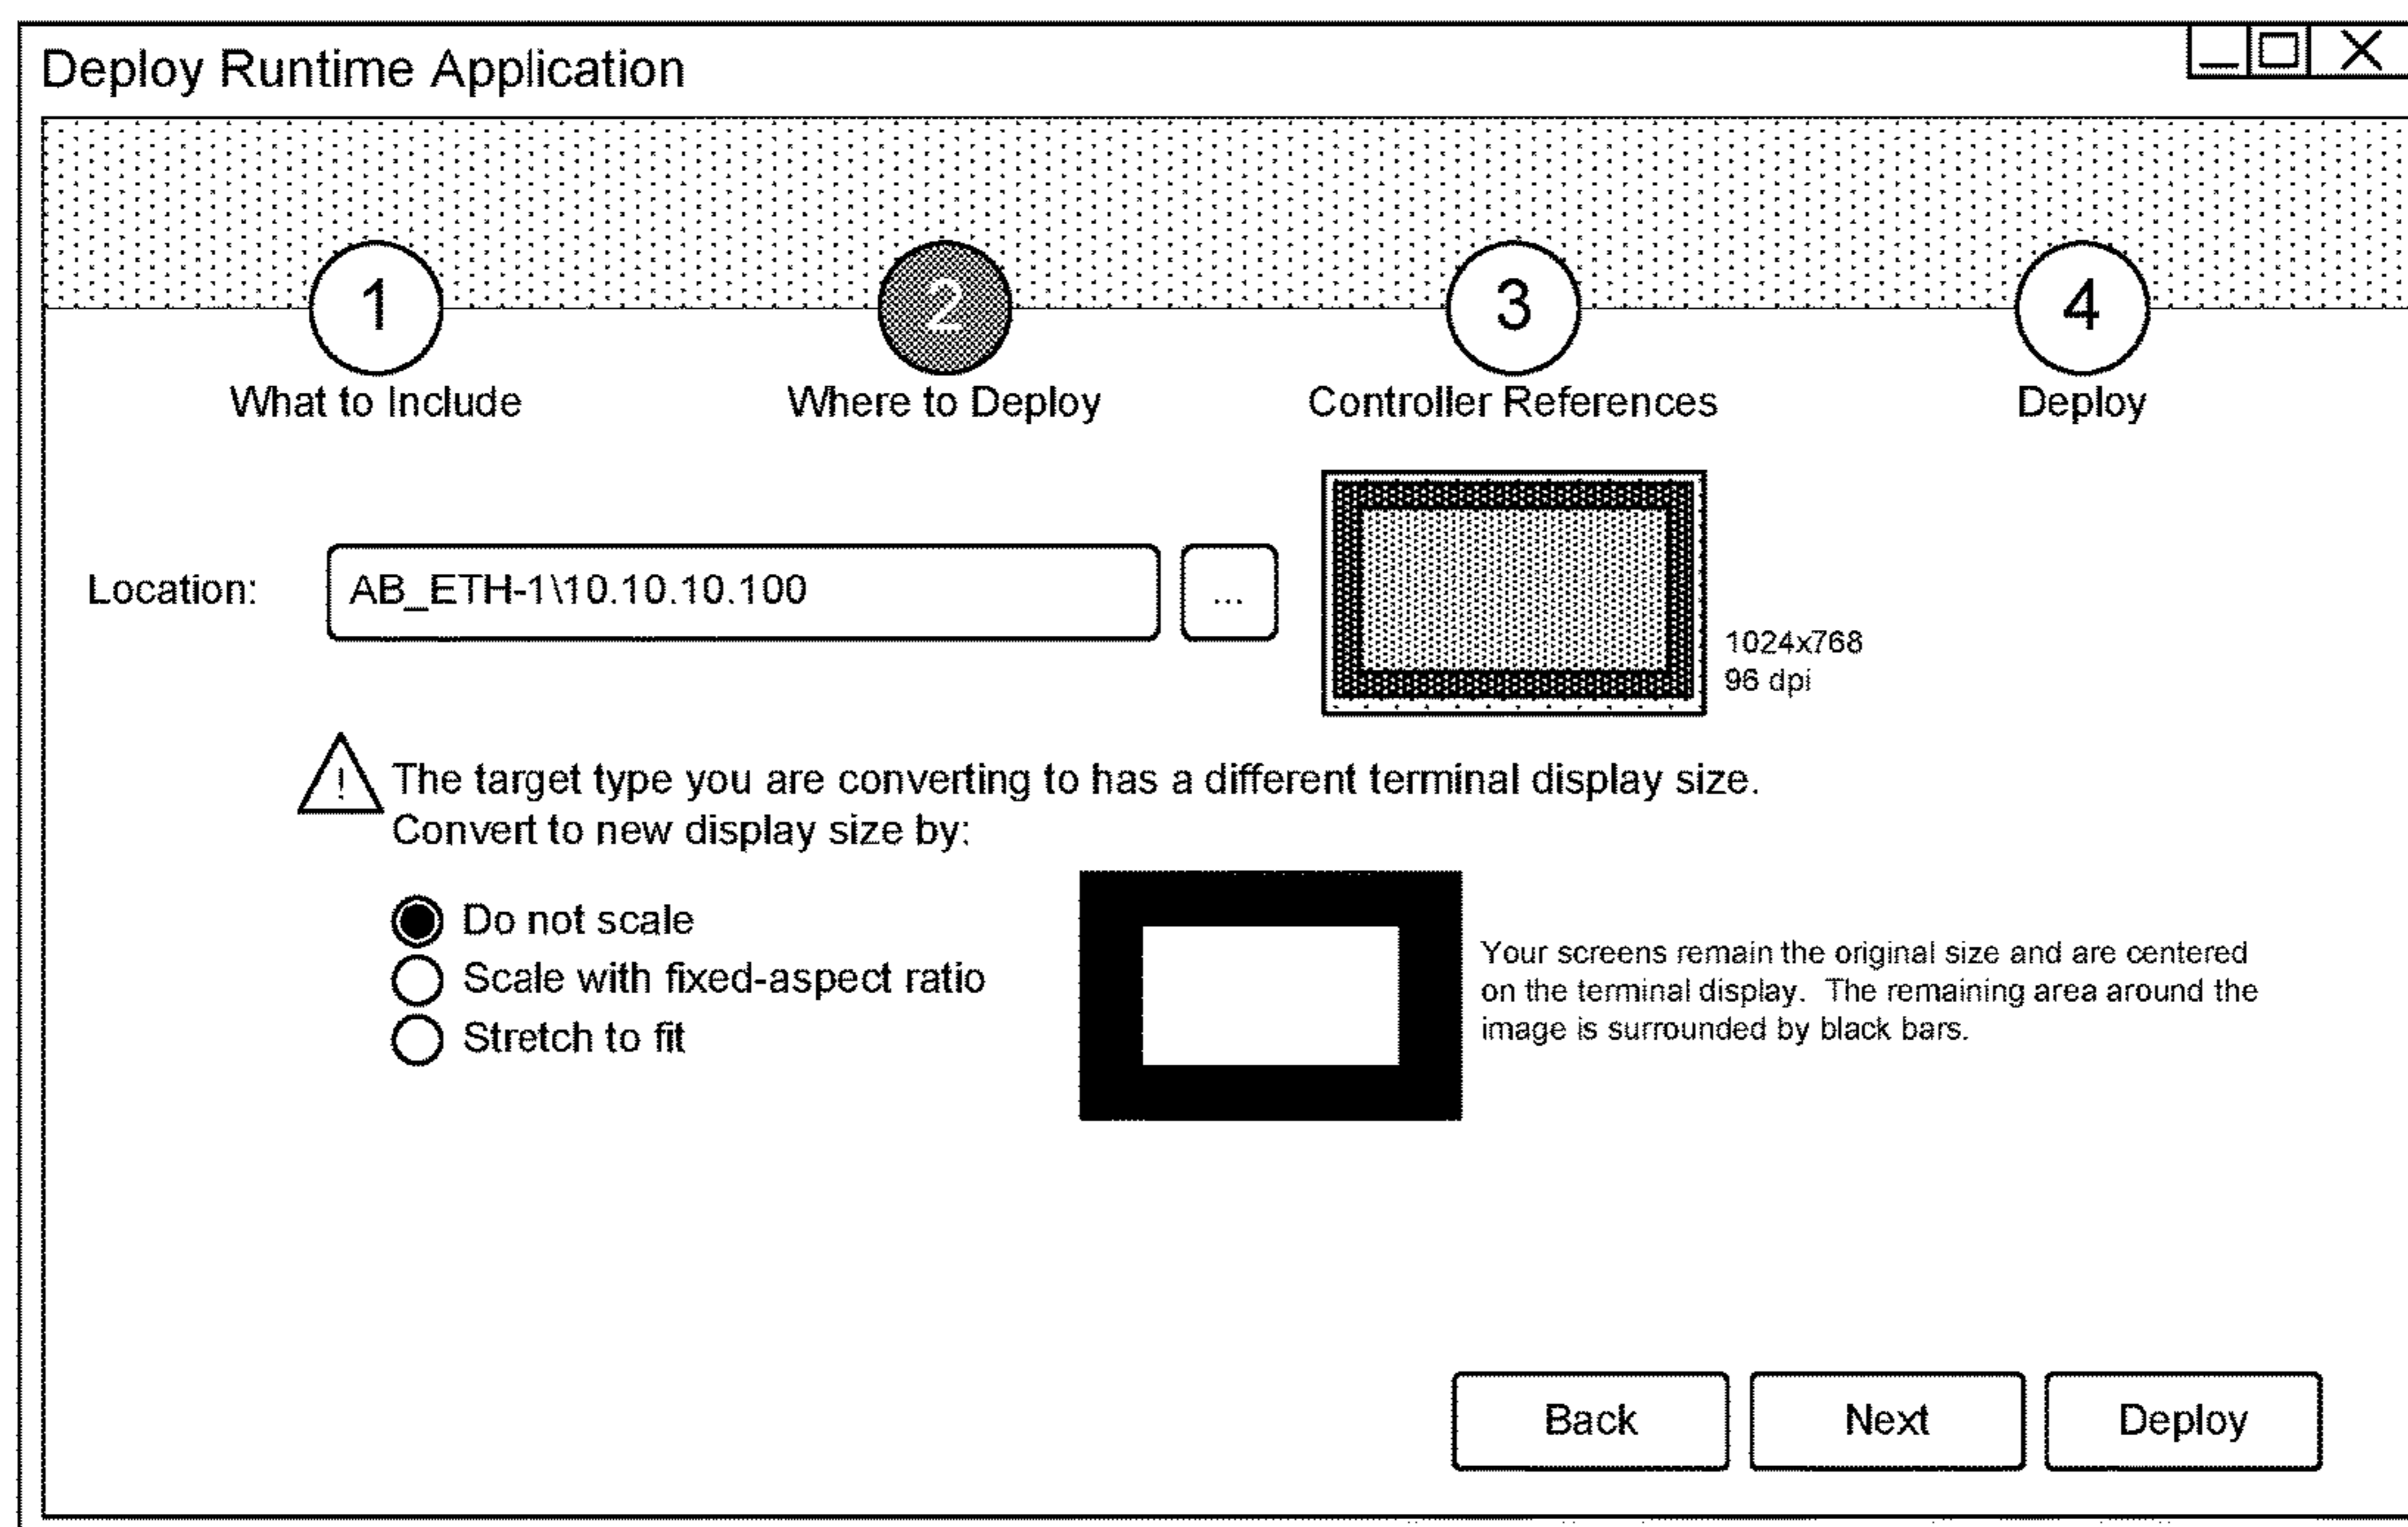 Deploy Runtime Application
1
2
3
4
What to Include
Where to Deploy
Controller References
Deploy
Location:
AB_ETH-1\10.10.10.100
...
1024x768
96 dpi
!
The target type you are converting to has a different terminal display size.
Convert to new display size by:
Do not scale
Scale with fixed-aspect ratio
Stretch to fit
Your screens remain the original size and are centered
on the terminal display. The remaining area around the
image is surrounded by black bars.
Back
Next
Deploy